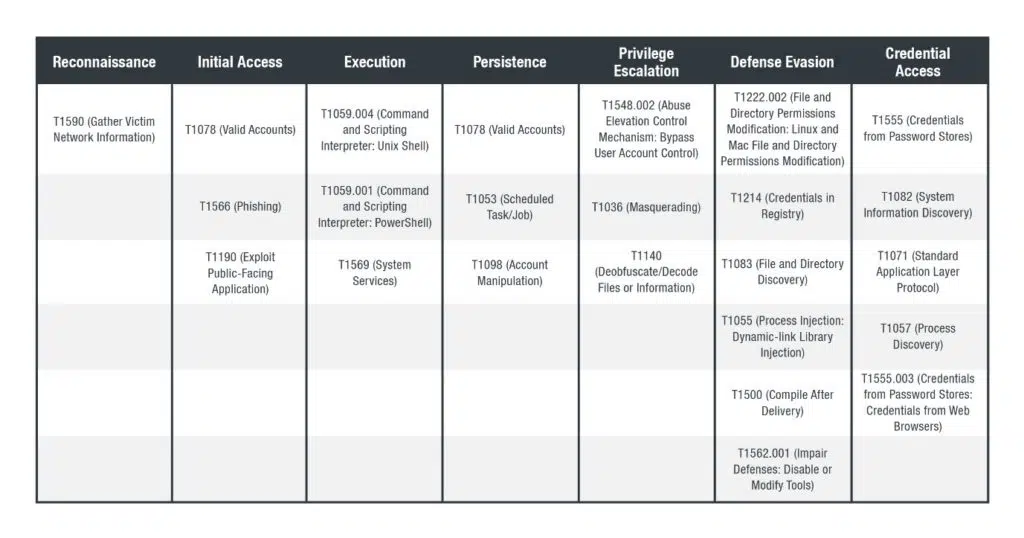 Reconnaissance
Initial Access
Execution
Persistence
Privilege
Escalation
Defense Evasion
Credential
Access
T1590 (Gather Victim
Network Information)
T1078 (Valid Accounts)
T1059.004 (Command
and Scripting
Interpreter: Unix Shell)
T1078 (Valid Accounts)
T1548.002 (Abuse
Elevation Control
Mechanism: Bypass
User Account Control)
T1222.002 (File and
Directory Permissions
Modification: Linux and
Mac File and Directory
Permissions Modification)
T1555 (Credentials
from Password Stores)
T1566 (Phishing)
T1059.001 (Command
and Scripting
Interpreter: PowerShell)
T1053 (Scheduled
Task/Job)
T1036 (Masquerading)
T1214 (Credentials in
Registry)
T1082 (System
Information Discovery)
T1190 (Exploit
Public-Facing
Application)
T1569 (System
Services)
T1098 (Account
Manipulation)
T1140
(Deobfuscate/Decode
Files or Information)
T1083 (File and Directory
Discovery)
T1071 (Standard
Application Layer
Protocol)
T1055 (Process Injection:
Dynamic-link Library
Injection)
T1057 (Process
Discovery)
T1500 (Compile After
Delivery)
T1555.003 (Credentials
from Password Stores:
Credentials from Web
Browsers)
T1562.001 (Impair
Defenses: Disable or
Modify Tools)